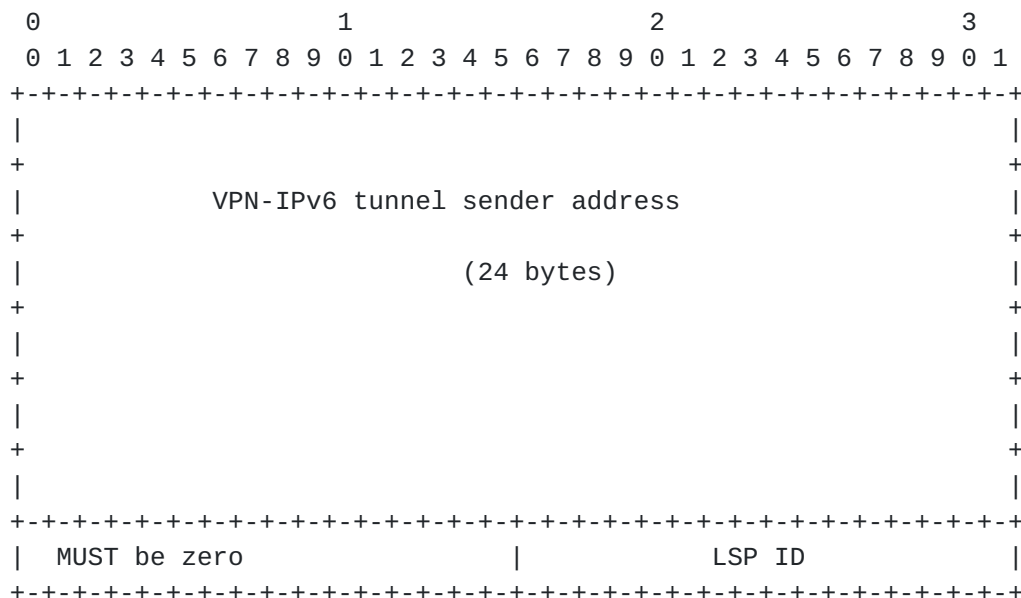 0                   1                   2                   3
0 1 2 3 4 5 6 7 8 9 0 1 2 3 4 5 6 7 8 9 0 1 2 3 4 5 6 7 8 9 0 1
+-+-+-+-+-+-+-+-+-+-+-+-+-+-+-+-+-+-+-+-+-+-+-+-+-+-+-+-+-+-+-+-+
|                                                               |
+                                                               +
|            VPN-IPv6 tunnel sender address                     |
+                                                               +
|                            (24 bytes)                         |
+                                                               +
|                                                               |
+                                                               +
|                                                               |
+                                                               +
|                                                               |
+-+-+-+-+-+-+-+-+-+-+-+-+-+-+-+-+-+-+-+-+-+-+-+-+-+-+-+-+-+-+-+-+
|  MUST be zero                 |            LSP ID             |
+-+-+-+-+-+-+-+-+-+-+-+-+-+-+-+-+-+-+-+-+-+-+-+-+-+-+-+-+-+-+-+-+